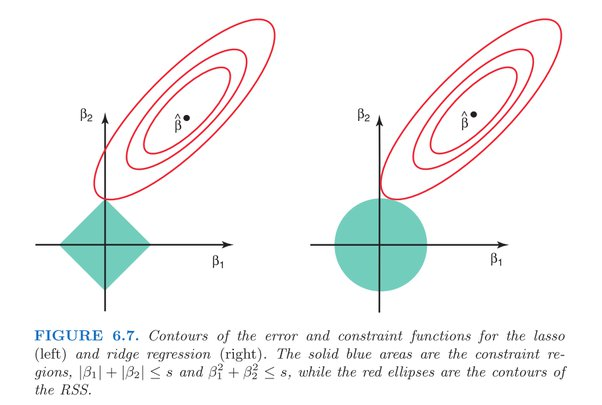 β2
β̂
β1
β2
β̂
β1
FIGURE 6.7. Contours of the error and constraint functions for the lasso
(left) and ridge regression (right). The solid blue areas are the constraint re-
gions, |β1| + |β2| ≤ s and β1² + β2² ≤ s, while the red ellipses are the contours of
the RSS.